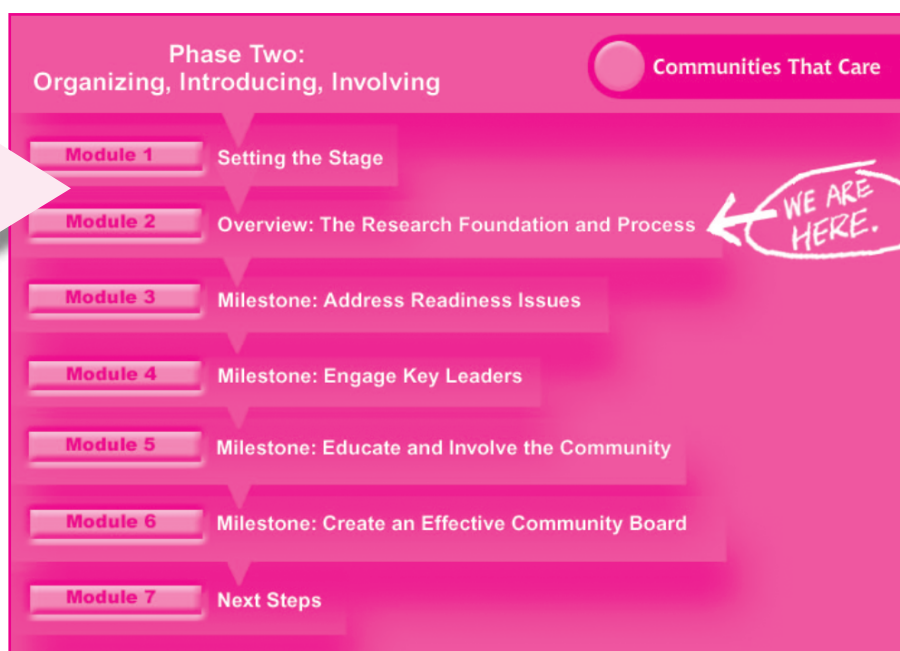 Phase Two:
Organizing, Introducing, Involving
Communities That Care
Module 1
Setting the Stage
Module 2
Overview: The Research Foundation and Process
WE ARE
HERE.
Module 3
Milestone: Address Readiness Issues
Module 4
Milestone: Engage Key Leaders
Module 5
Milestone: Educate and Involve the Community
Module 6
Milestone: Create an Effective Community Board
Module 7
Next Steps